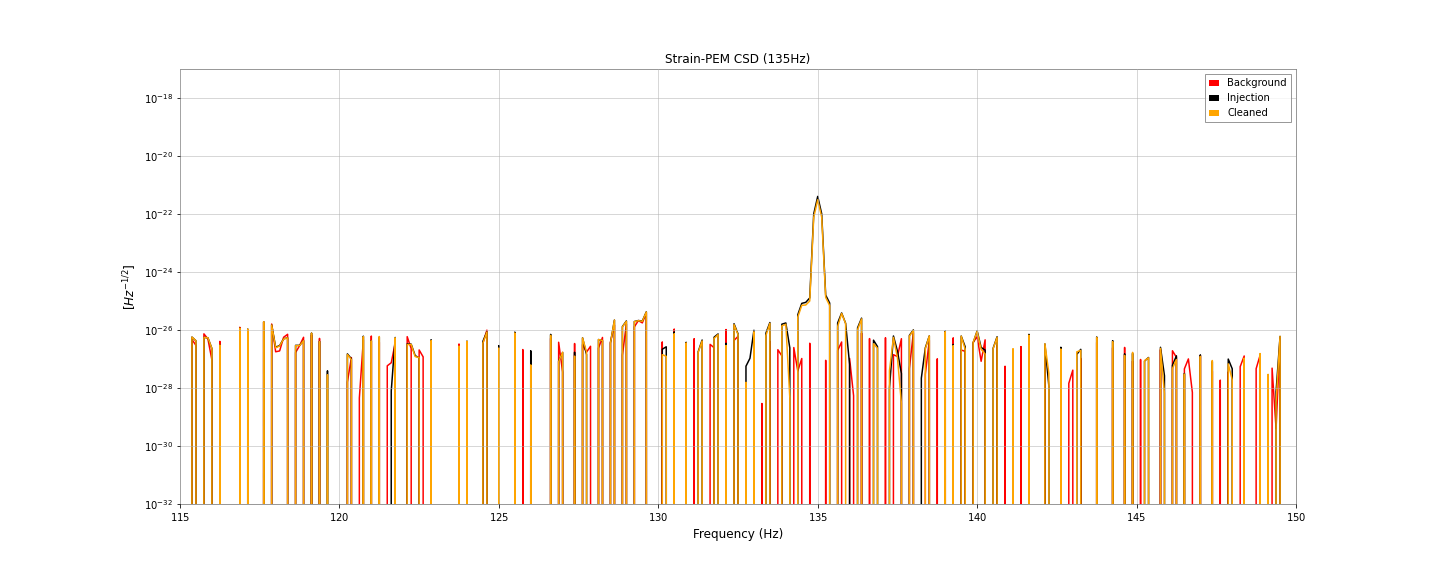 Strain-PEM CSD (135Hz)
Background
Injection
Cleaned
10^-18
10^-20
10^-22
10^-24
10^-26
10^-28
10^-30
10^-32
[Hz^-1/2]
115 120 125 130 135 140 145 150
Frequency (Hz)